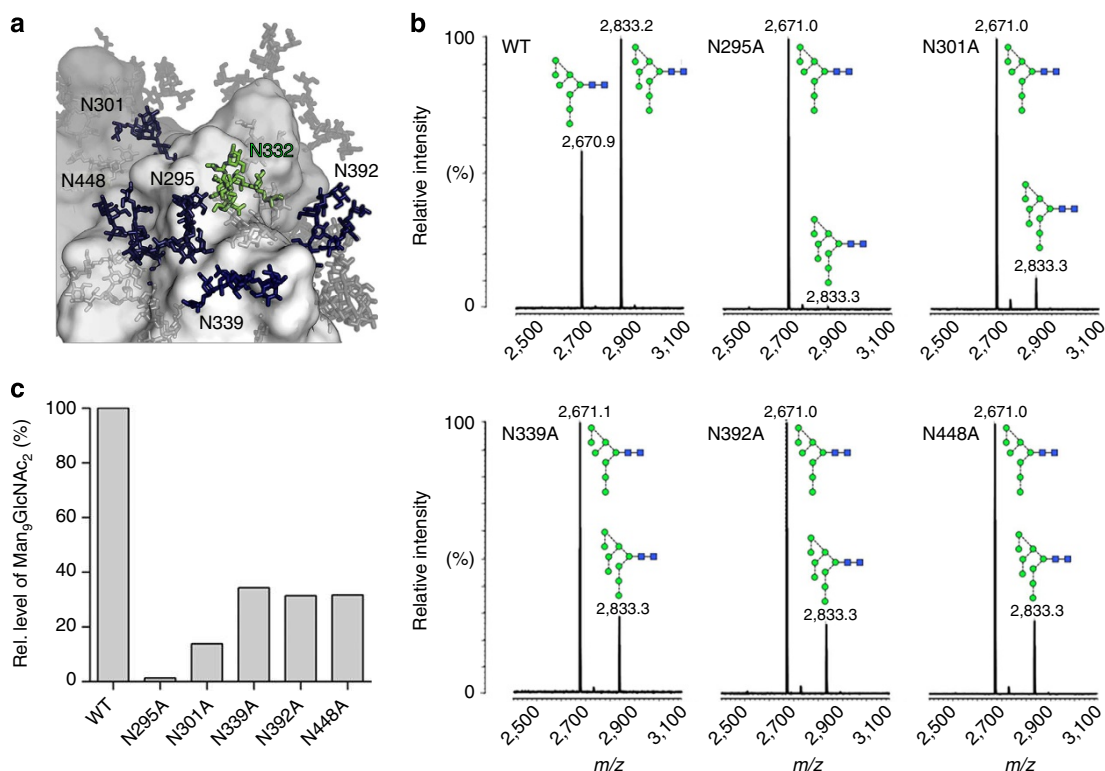 a
N301
N332
N448
N295
N392
N339
b
WT
N295A
N301A
100
(%)
0
Relative intensity
2,833.2
2,670.9
2,671.0
2,833.3
2,671.0
2,833.3
2,500
2,700
2,900
3,100
2,500
2,700
2,900
3,100
2,500
2,700
2,900
3,100
N339A
N392A
N448A
100
(%)
0
Relative intensity
2,671.1
2,833.3
2,671.0
2,833.3
2,671.0
2,833.3
2,500
2,700
2,900
3,100
2,500
2,700
2,900
3,100
2,500
2,700
2,900
3,100
m/z
m/z
m/z
c
Rel. level of Man₉GlcNAc₂ (%)
100
80
60
40
20
0
WT
N295A
N301A
N339A
N392A
N448A